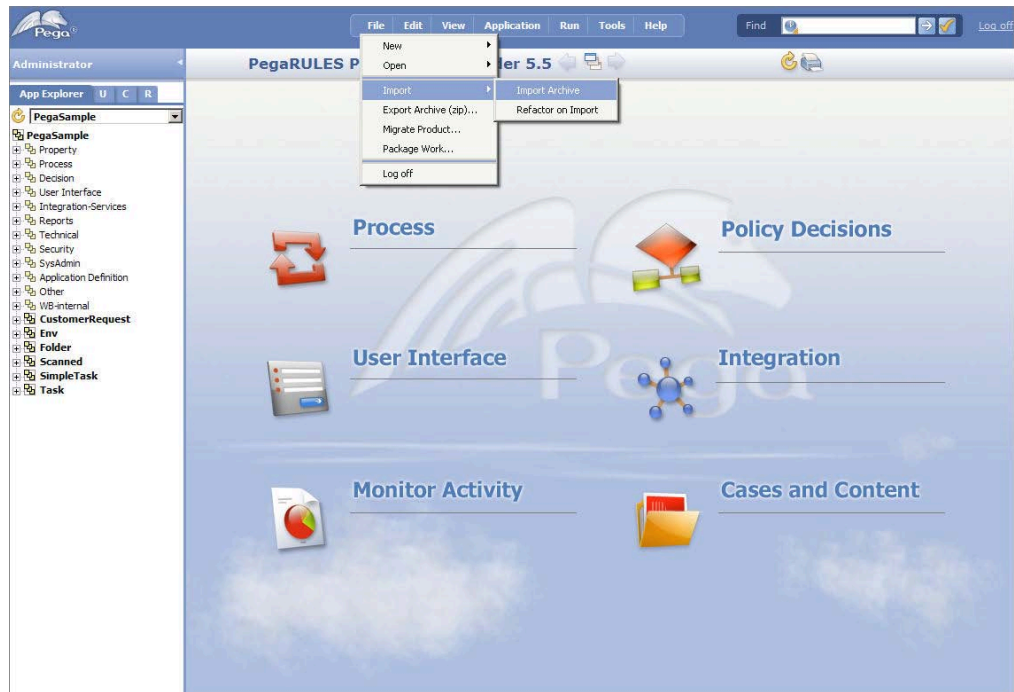 Pega®
File Edit View Application Run Tools Help
Find
Log off
Administrator
PegaRULES P
der 5.5
App Explorer U C R
PegaSample
PegaSample
Property
Process
Decision
User Interface
Integration-Services
Reports
Technical
Security
SysAdmin
Application Definition
Other
WB-internal
CustomerRequest
Env
Folder
Scanned
SimpleTask
Task
New
Open
Import
Import Archive
Export Archive (zip)...
Refactor on Import
Migrate Product...
Package Work...
Log off
Process
Policy Decisions
User Interface
Integration
Monitor Activity
Cases and Content
Pega